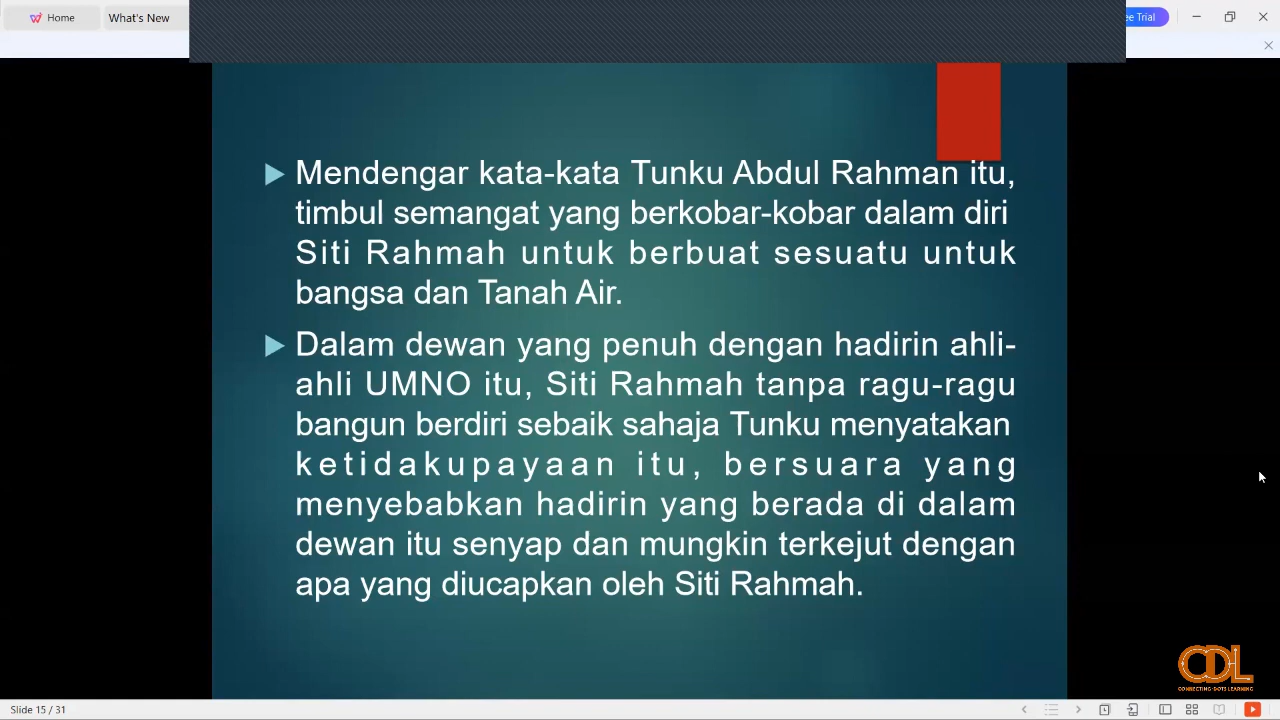 Home
What's New
ee Trial
Mendengar kata-kata Tunku Abdul Rahman itu,
timbul semangat yang berkobar-kobar dalam diri
Siti Rahmah untuk berbuat sesuatu untuk
bangsa dan Tanah Air.
Dalam dewan yang penuh dengan hadirin ahli-
ahli UMNO itu, Siti Rahmah tanpa ragu-ragu
bangun berdiri sebaik sahaja Tunku menyatakan
ketidakupayaan itu, bersuara yang
menyebabkan hadirin yang berada di dalam
dewan itu senyap dan mungkin terkejut dengan
apa yang diucapkan oleh Siti Rahmah.
CDL
CONNECTING DOTS LEARNING
Slide 15 / 31